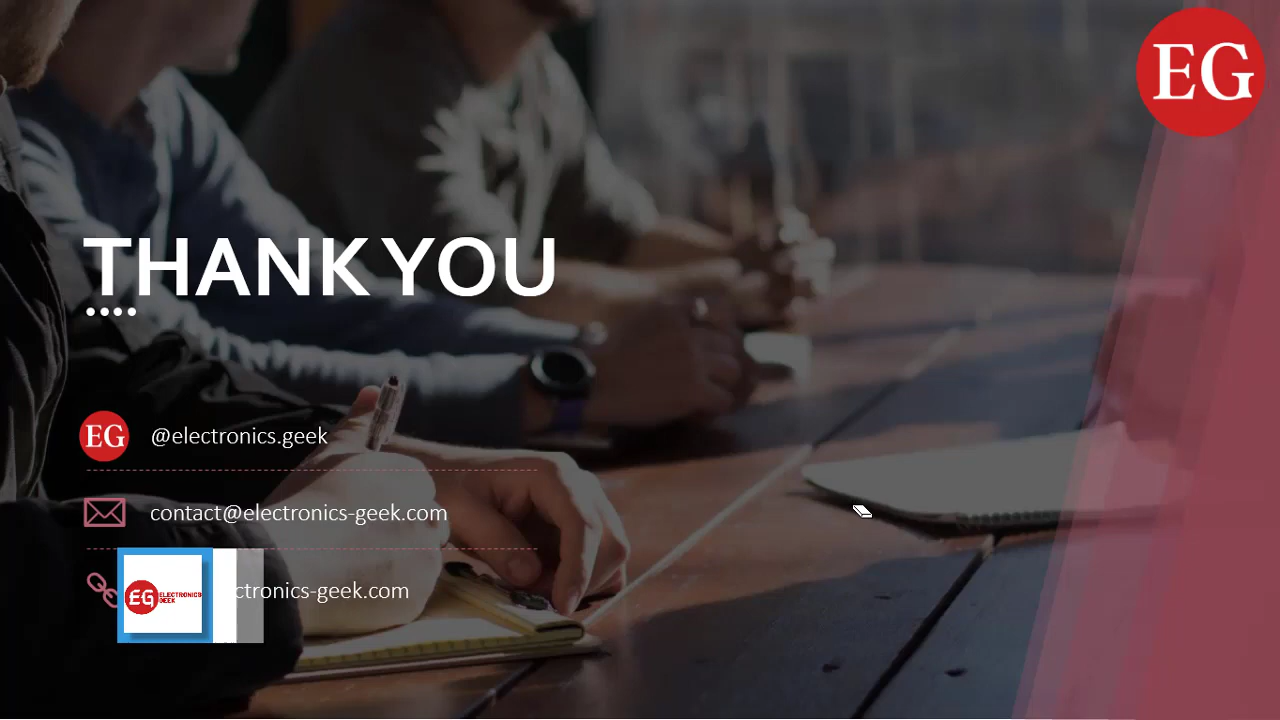 EG
THANK YOU
EG @electronics.geek
contact@electronics-geek.com
EG ELECTRONICS
GEEK
ctronics-geek.com